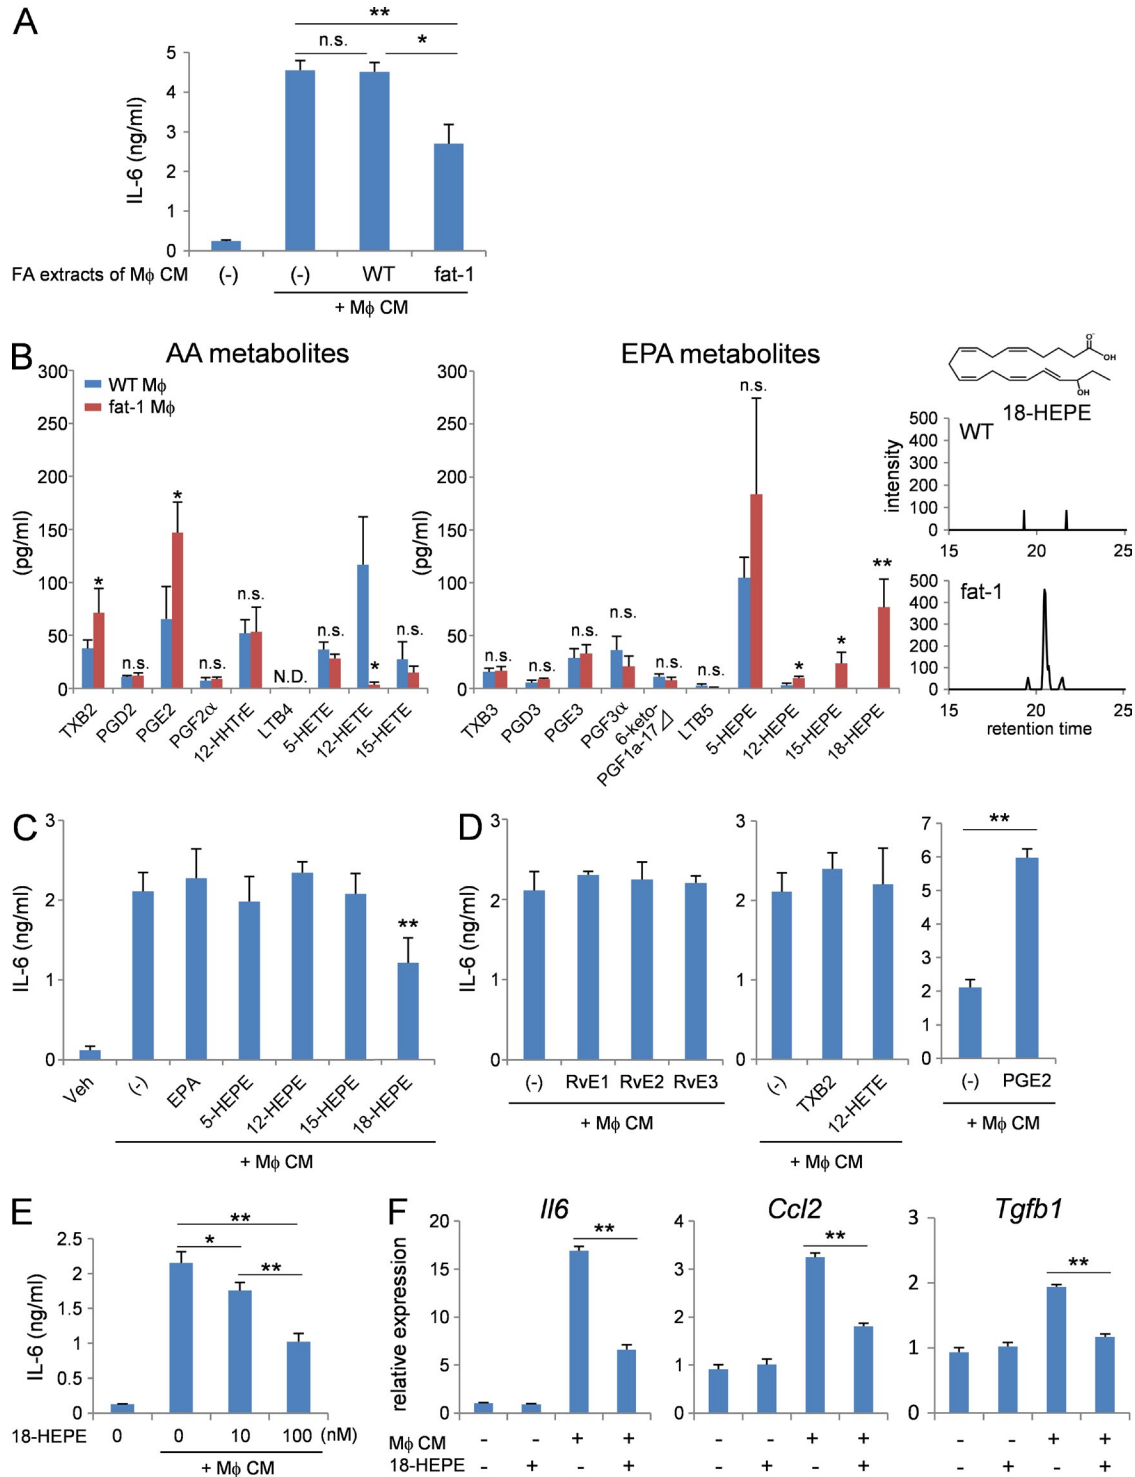 A
**
n.s.
*
5
4
3
2
1
0
IL-6 (ng/ml)
FA extracts of Mϕ CM (-) (-) WT fat-1
+ Mϕ CM
B
AA metabolites
300
250
200
150
100
50
0
(pg/ml)
WT Mϕ
fat-1 Mϕ
* n.s. * n.s. n.s. N.D. n.s. * n.s.
TXB2 PGD2 PGE2 PGF2α 12-HHTrE LTB4 5-HETE 12-HETE 15-HETE
EPA metabolites
300
250
200
150
100
50
0
(pg/ml)
n.s. n.s. n.s. n.s. n.s. n.s. n.s. * * **
TXB3 PGD3 PGE3 PGF3α 6-keto-PGF1a-17⊿ LTB5 5-HEPE 12-HEPE 15-HEPE 18-HEPE
O⁻
OH
OH
18-HEPE
WT
500
400
300
200
100
0
intensity
15 20 25
fat-1
500
400
300
200
100
0
15 20 25
retention time
C
3
2
1
0
IL-6 (ng/ml)
**
Veh (-) EPA 5-HEPE 12-HEPE 15-HEPE 18-HEPE
+ Mϕ CM
D
3
2
1
0
IL-6 (ng/ml)
(-) RvE1 RvE2 RvE3
+ Mϕ CM
3
2
1
0
(-) TXB2 12-HETE
+ Mϕ CM
7
6
5
4
3
2
1
0
**
(-) PGE2
+ Mϕ CM
E
**
*
**
2.5
2
1.5
1
0.5
0
IL-6 (ng/ml)
18-HEPE 0 0 10 100 (nM)
+ Mϕ CM
F
Il6
20
15
10
5
0
relative expression
**
Mϕ CM - - + +
18-HEPE - + - +
Ccl2
4
3
2
1
0
**
- - + +
- + - +
Tgfb1
3
2
1
0
**
- - + +
- + - +